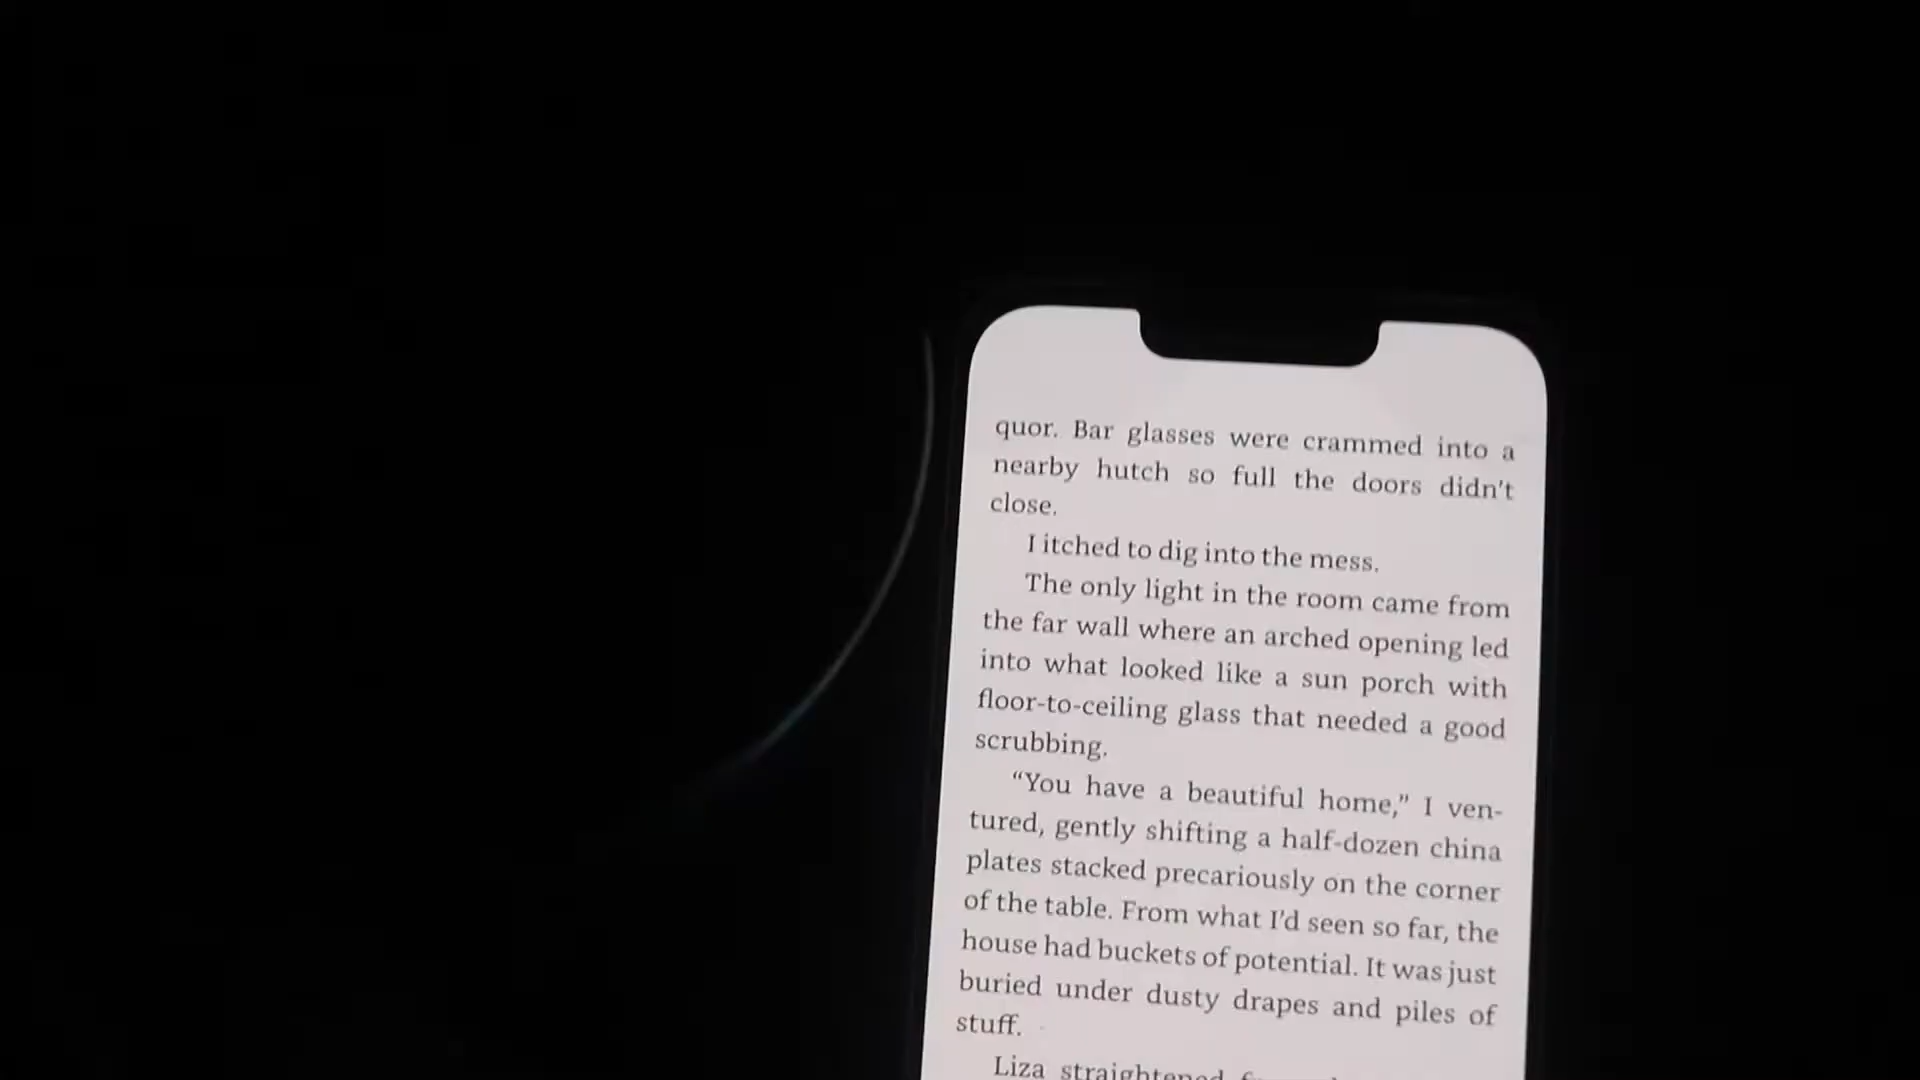 quor. Bar glasses were crammed into a
nearby hutch so full the doors didn't
close.
I itched to dig into the mess.
The only light in the room came from
the far wall where an arched opening led
into what looked like a sun porch with
floor-to-ceiling glass that needed a good
scrubbing.
“You have a beautiful home,” I ven-
tured, gently shifting a half-dozen china
plates stacked precariously on the corner
of the table. From what I’d seen so far, the
house had buckets of potential. It was just
buried under dusty drapes and piles of
stuff.
Liza straightened